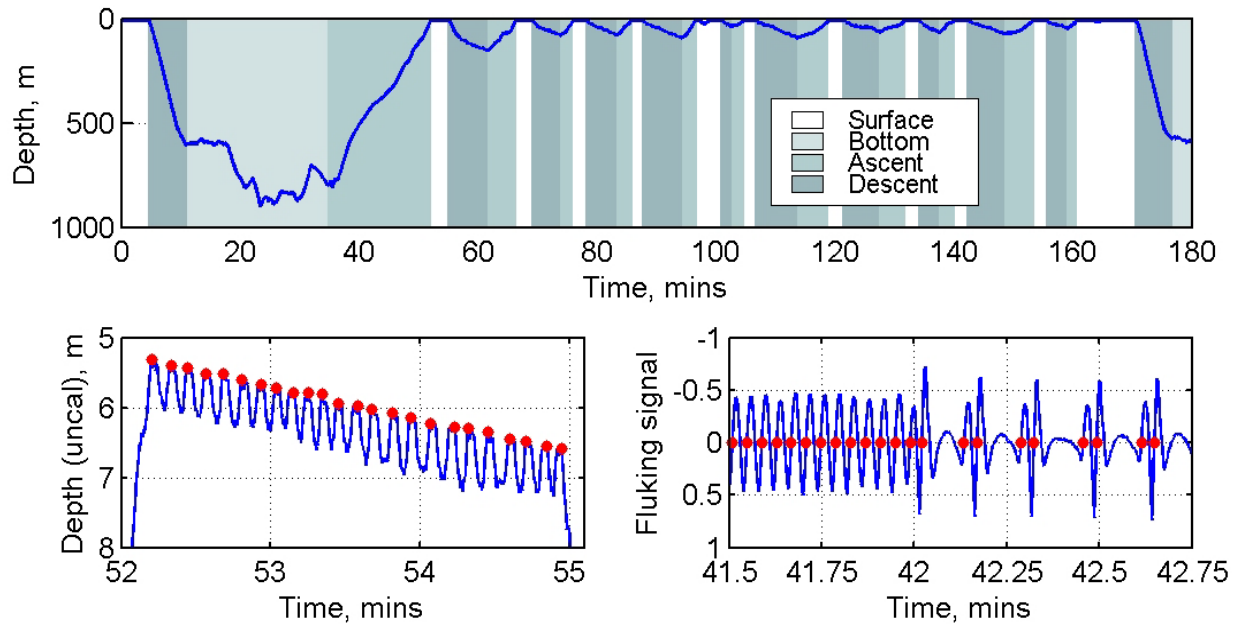 Depth, m
0
500
1000
0 20 40 60 80 100 120 140 160 180
Time, mins
Surface
Bottom
Ascent
Descent
Depth (uncal), m
5
6
7
8
52 53 54 55
Time, mins
Fluking signal
-1
-0.5
0
0.5
1
41.5 41.75 42 42.25 42.5 42.75
Time, mins